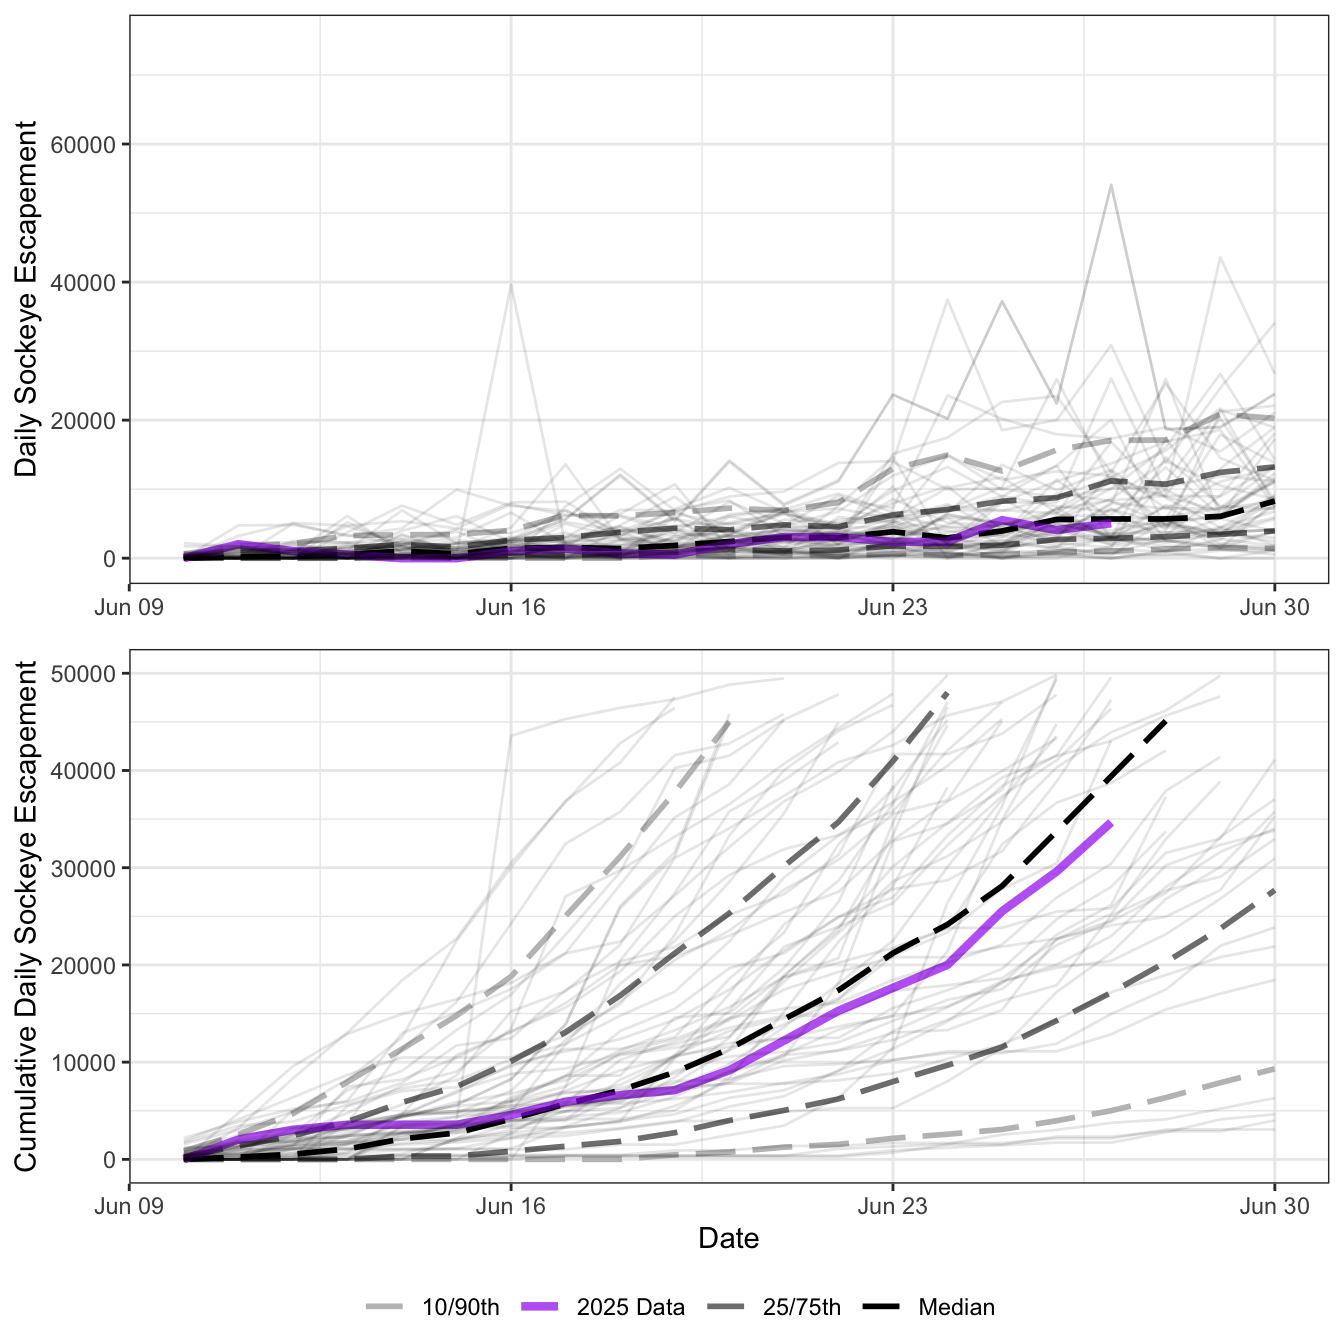 Daily Sockeye Escapement
60000
40000
20000
0
Jun 09 Jun 16 Jun 23 Jun 30
Cumulative Daily Sockeye Escapement
50000
40000
30000
20000
10000
0
Jun 09 Jun 16 Jun 23 Jun 30
Date
10/90th 2025 Data 25/75th Median